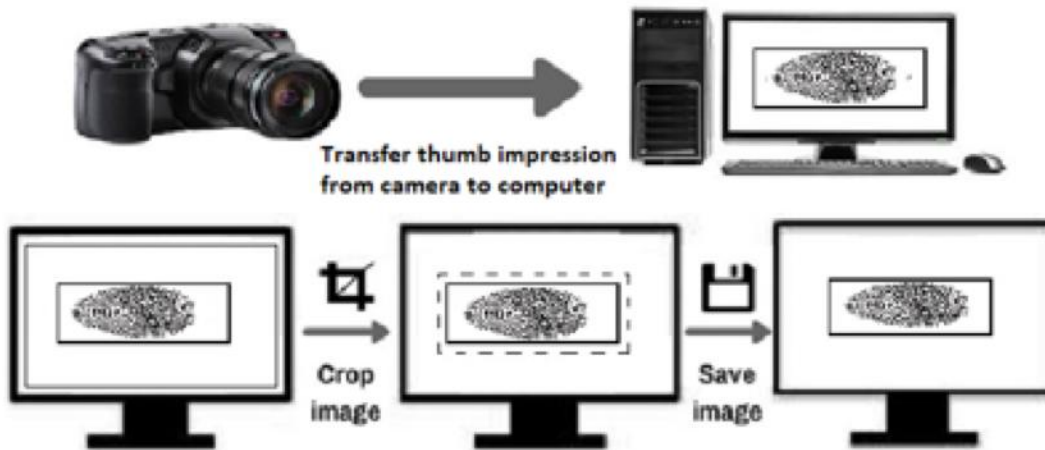 Transfer thumb impression
from camera to computer
Crop
image
Save
image